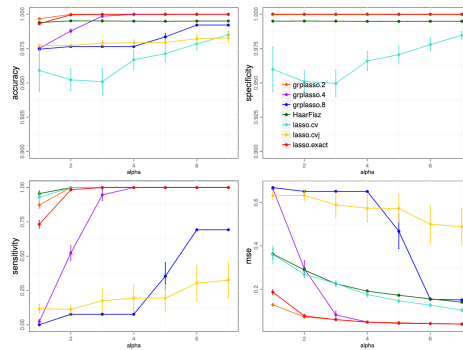 accuracy
1.000
0.975
0.950
0.925
0.900
2
4
6
alpha
specificity
1.000
0.975
0.950
0.925
0.900
grplasso.2
grplasso.4
grplasso.8
HaarFisz
lasso.cv
lasso.cvj
lasso.exact
2
4
6
alpha
sensitivity
1.00
0.75
0.50
0.25
0.00
2
4
6
alpha
mse
0.6
0.4
0.2
2
4
6
alpha